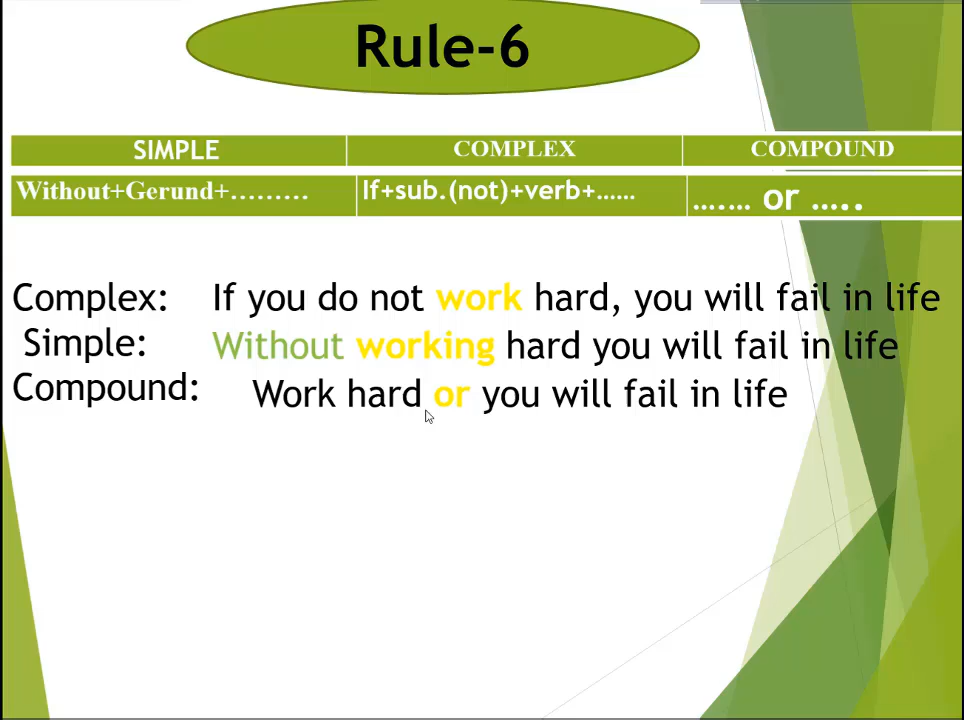 Rule-6
SIMPLE COMPLEX COMPOUND
Without+Gerund+......... If+sub.(not)+verb+...... ……… or …..
Complex: If you do not work hard, you will fail in life
Simple: Without working hard you will fail in life
Compound: Work hard or you will fail in life